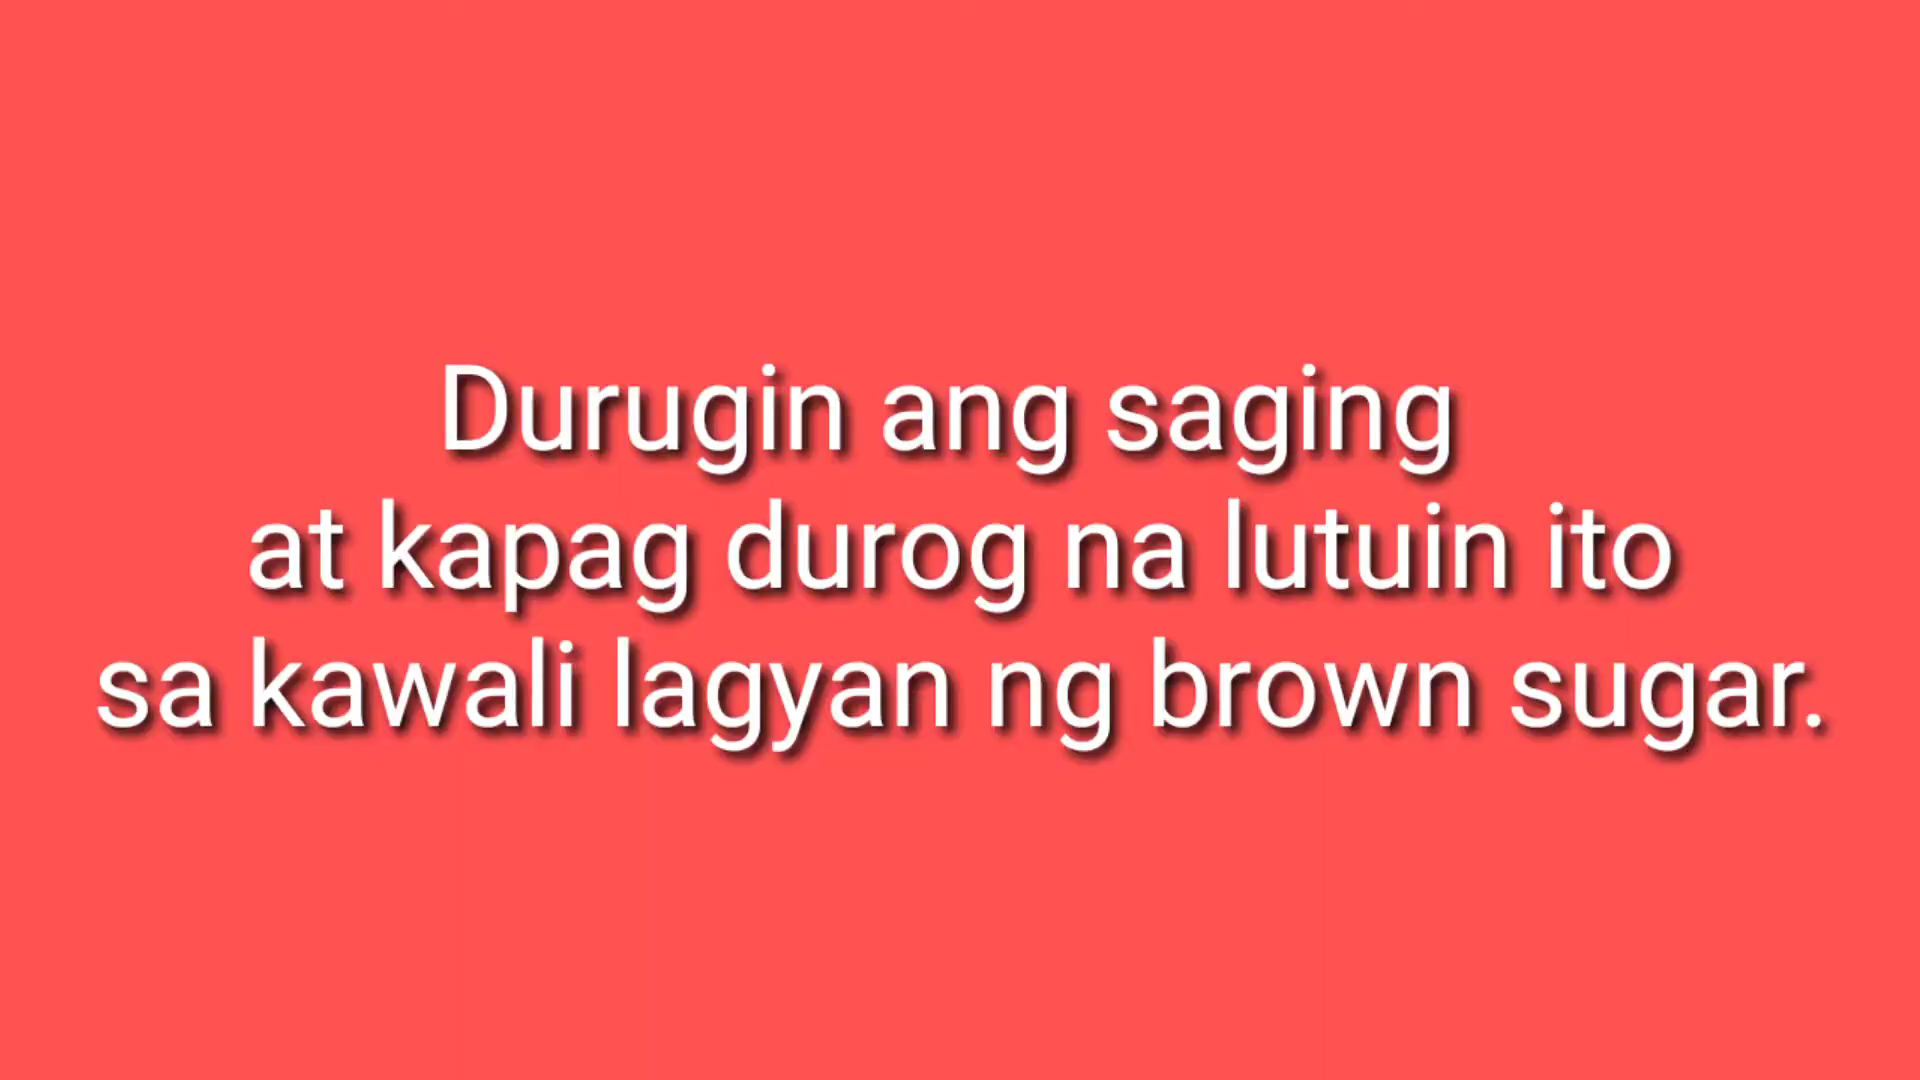 Durugin ang saging
at kapag durog na lutuin ito
sa kawali lagyan ng brown sugar.